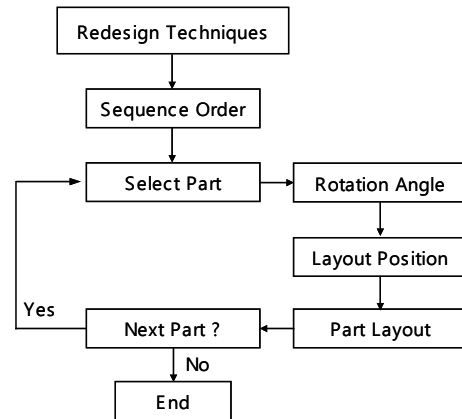 Redesign Techniques
Sequence Order
Select Part
Rotation Angle
Layout Position
Yes
Next Part ?
Part Layout
No
End